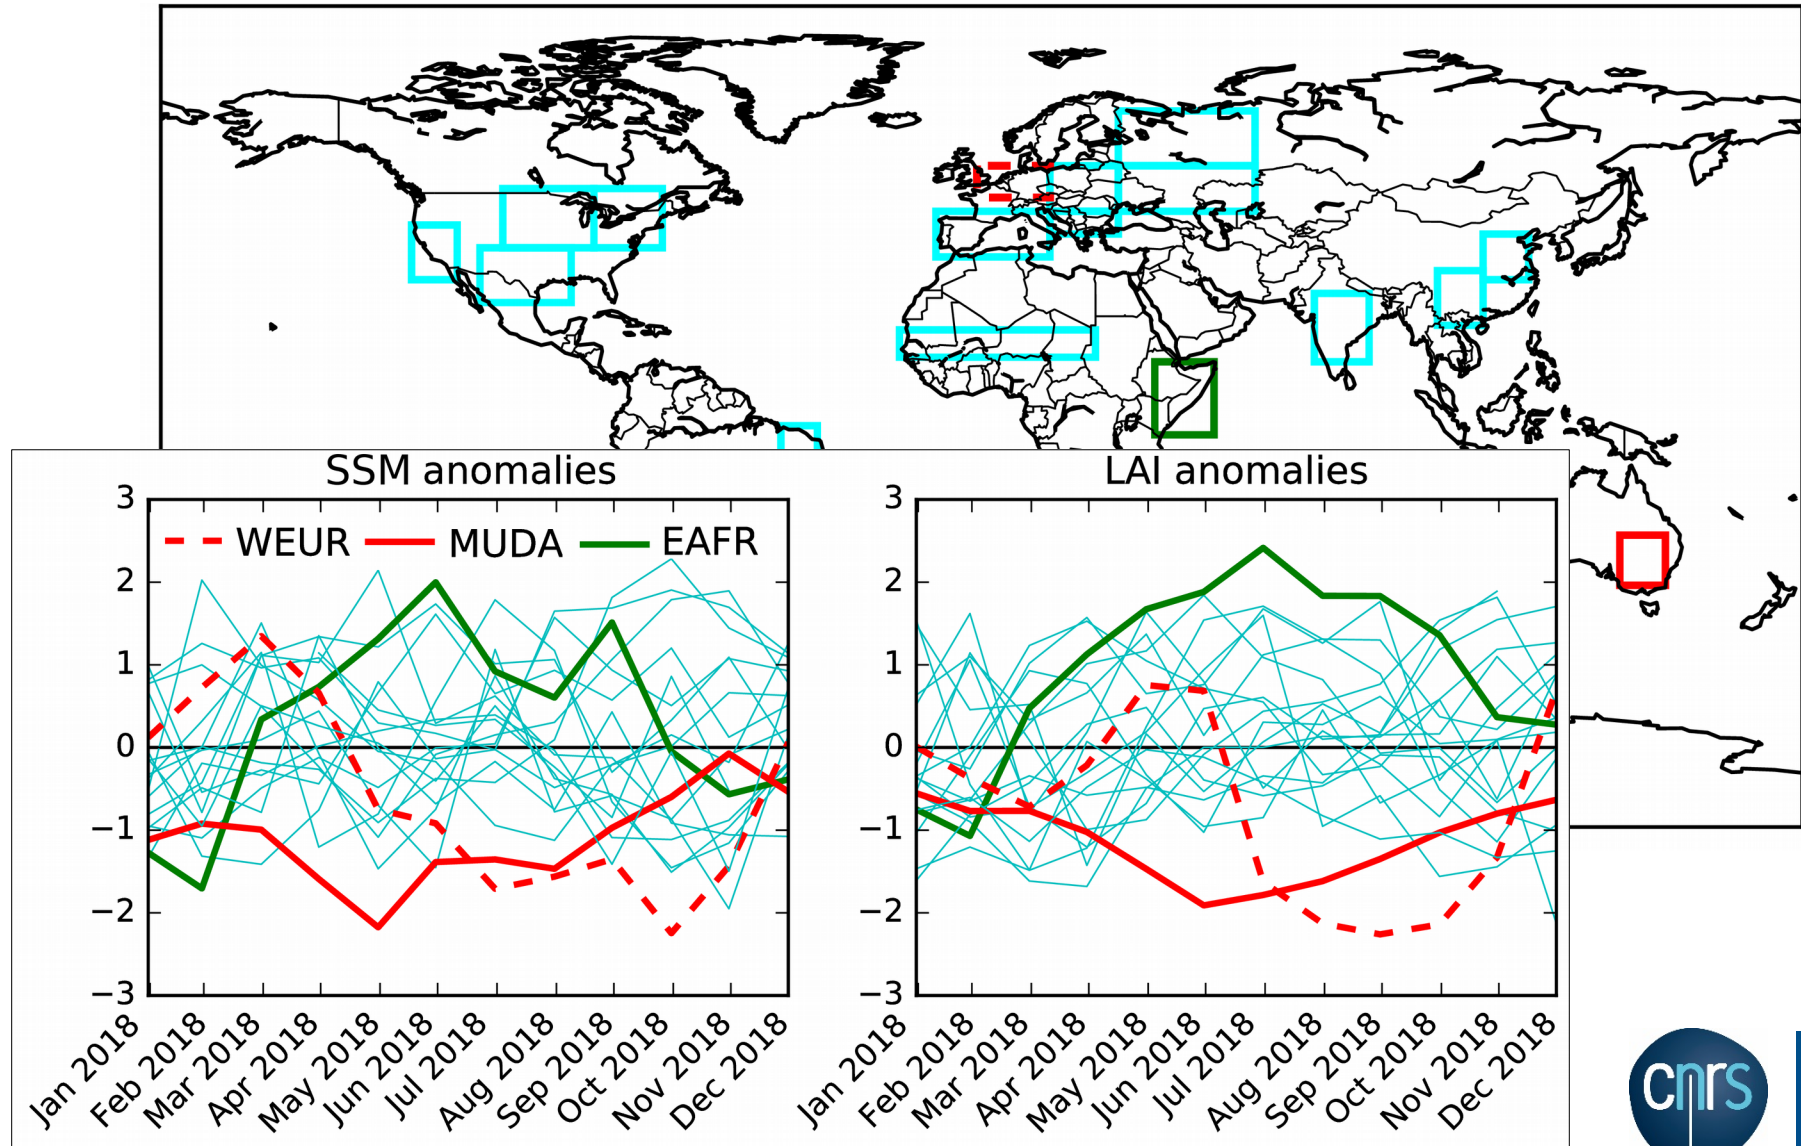 SSM anomalies
3
2
1
0
−1
−2
−3
WEUR MUDA EAFR
Jan 2018
Feb 2018
Mar 2018
Apr 2018
May 2018
Jun 2018
Jul 2018
Aug 2018
Sep 2018
Oct 2018
Nov 2018
Dec 2018
LAI anomalies
3
2
1
0
−1
−2
−3
Jan 2018
Feb 2018
Mar 2018
Apr 2018
May 2018
Jun 2018
Jul 2018
Aug 2018
Sep 2018
Oct 2018
Nov 2018
Dec 2018
cnrs